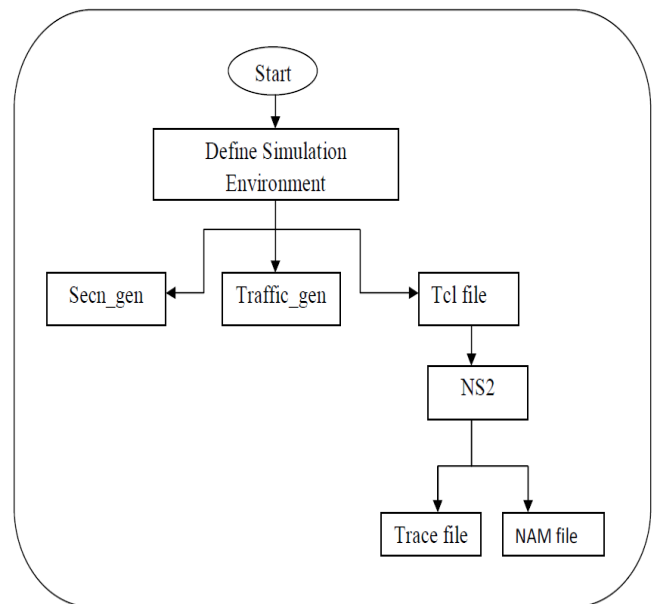 Start
Define Simulation
Environment
Secn_gen
Traffic_gen
Tcl file
NS2
Trace file
NAM file